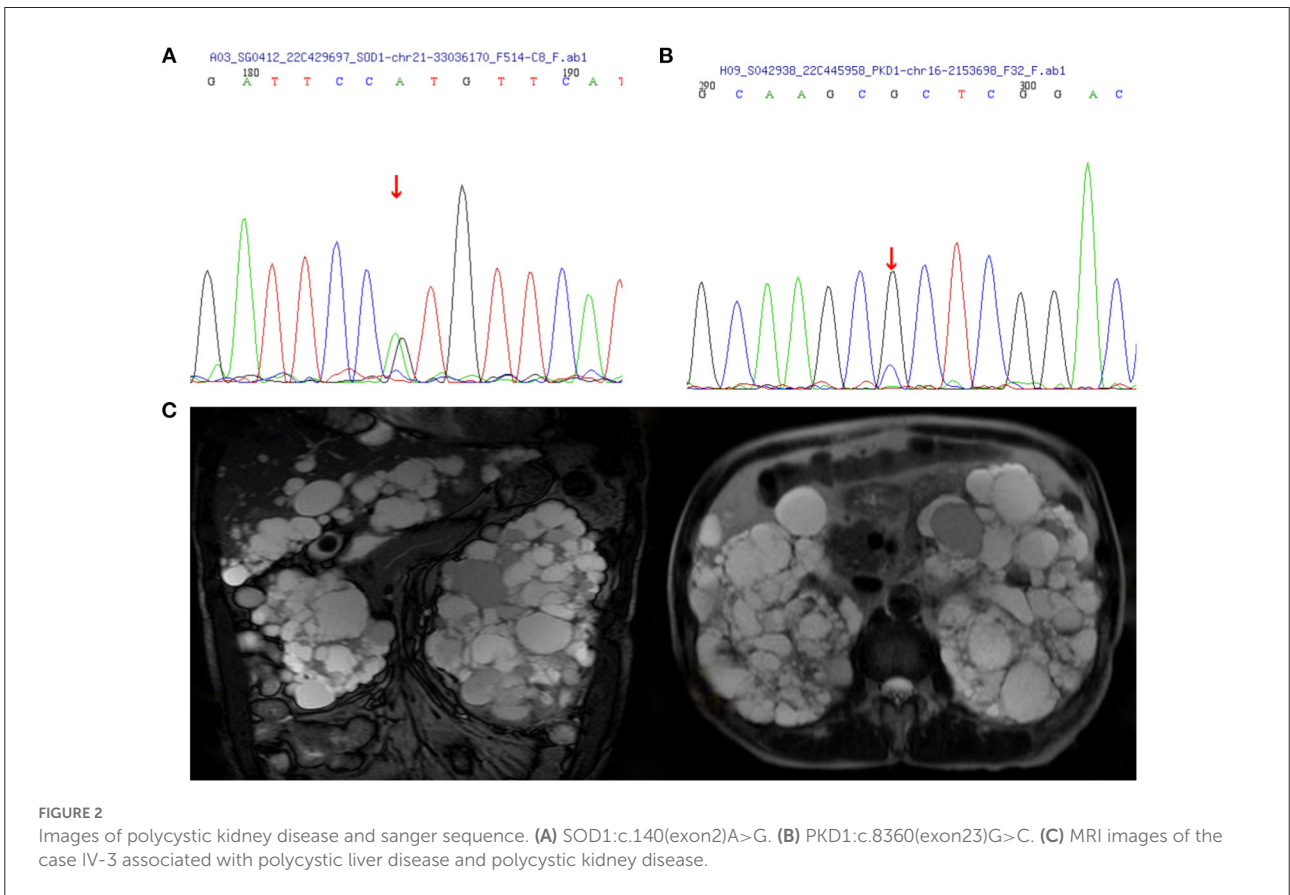 A
A03_SG0412_22C429697_SOD1-chr21-33036170_F514-C8_F.ab1
180 190
G A T T C C A T G T T C A T
B
H09_S042938_22C445958_PKD1-chr16-2153698_F32_F.ab1
290 300
G C A A G C G C T C G G A C
C
FIGURE 2
Images of polycystic kidney disease and sanger sequence. (A) SOD1:c.140(exon2)A>G. (B) PKD1:c.8360(exon23)G>C. (C) MRI images of the
case IV-3 associated with polycystic liver disease and polycystic kidney disease.